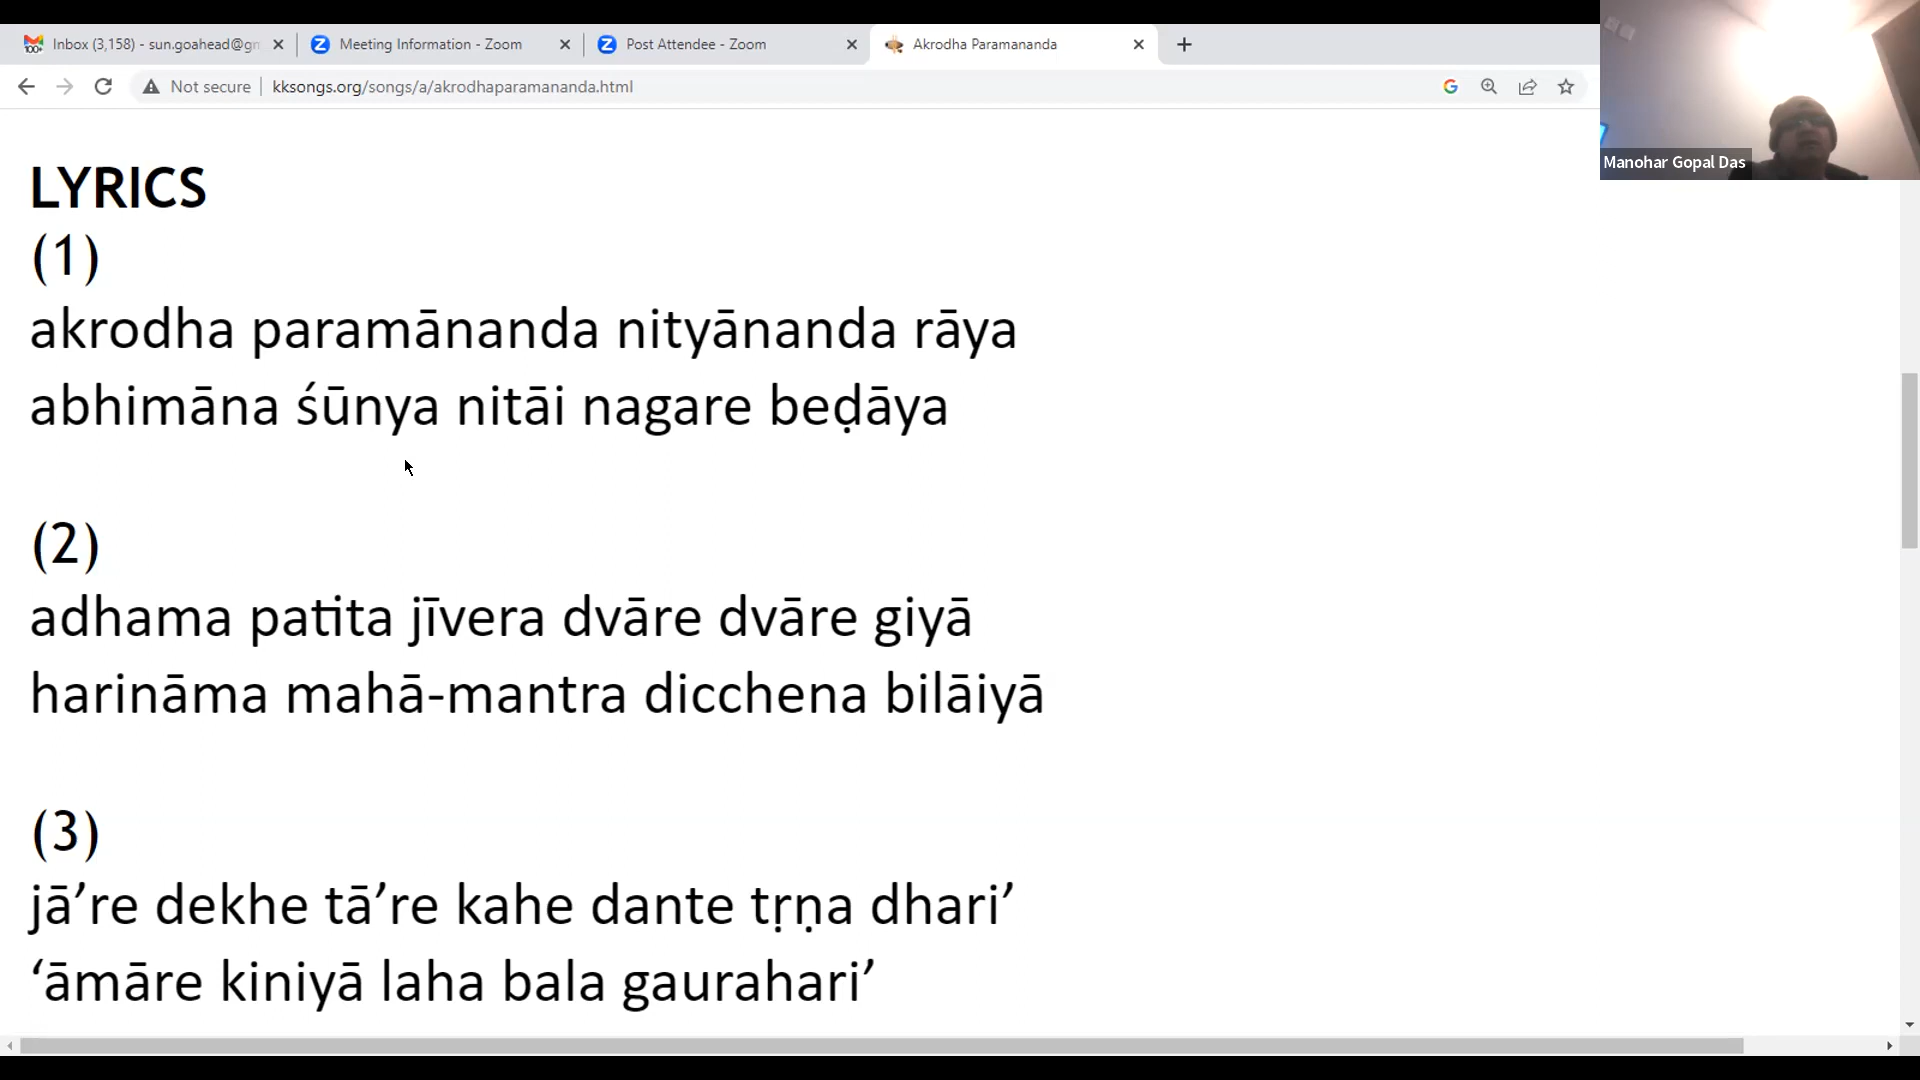 Inbox (3,158) - sun.goahead@gm
Meeting Information - Zoom
Post Attendee - Zoom
Akrodha Paramananda
Not secure
kksongs.org/songs/a/akrodhaparamananda.html
Manohar Gopal Das
LYRICS
(1)
akrodha paramānanda nityānanda rāya
abhimāna śūnya nitāi nagare beḍāya
(2)
adhama patita jīvera dvāre dvāre giyā
harināma mahā-mantra dicchena bilāiyā
(3)
jā’re dekhe tā’re kahe dante tṛṇa dhari’
‘āmāre kiniyā laha bala gaurahari’